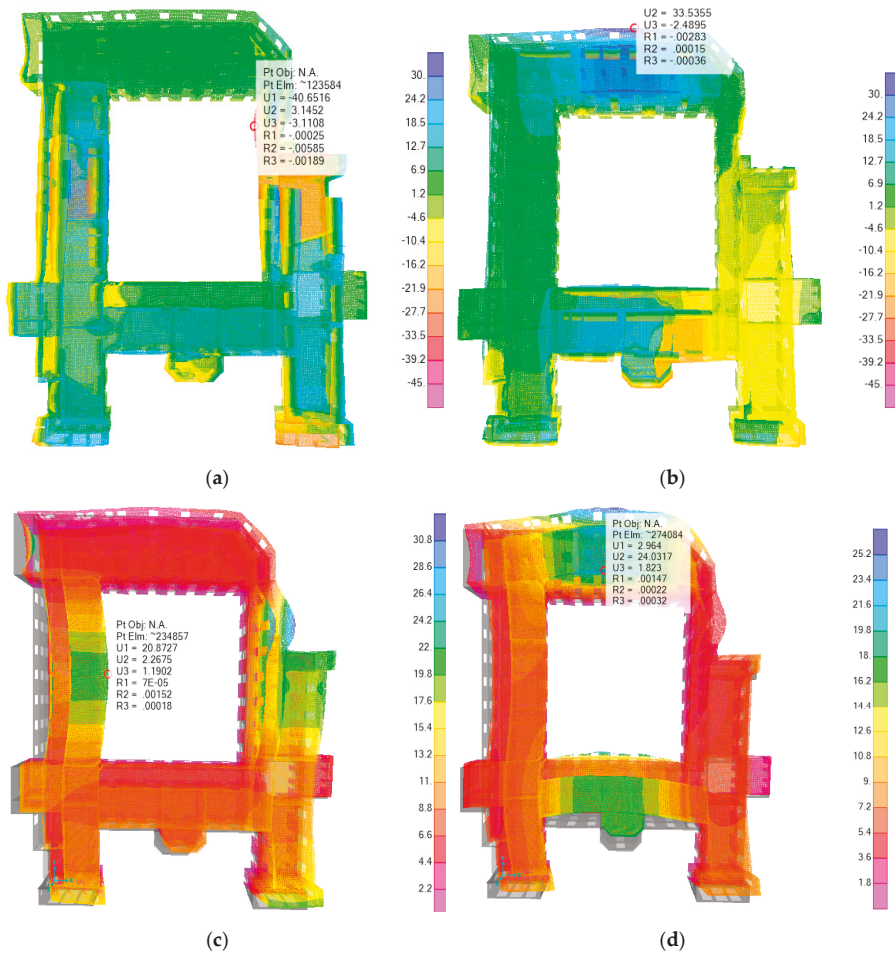 Pt Obj: N.A.
Pt Elm: ~123584
U1 = -40.6516
U2 = 3.1452
U3 = -3.1108
R1 = -.00025
R2 = -.00585
R3 = -.00189
30.
24.2
18.5
12.7
6.9
1.2
-4.6
-10.4
-16.2
-21.9
-27.7
-33.5
-39.2
-45.
(a)
U2 = 33.5355
U3 = -2.4895
R1 = -.00283
R2 = .00015
R3 = -.00036
30.
24.2
18.5
12.7
6.9
1.2
-4.6
-10.4
-16.2
-21.9
-27.7
-33.5
-39.2
-45.
(b)
Pt Obj: N.A.
Pt Elm: ~234857
U1 = 20.8727
U2 = 2.2675
U3 = 1.1902
R1 = 7E-05
R2 = .00152
R3 = .00018
30.8
28.6
26.4
24.2
22.
19.8
17.6
15.4
13.2
11.
8.8
6.6
4.4
2.2
(c)
Pt Obj: N.A.
Pt Elm: ~274084
U1 = 2.964
U2 = 24.0317
U3 = 1.823
R1 = .00147
R2 = .00022
R3 = .00032
25.2
23.4
21.6
19.8
18.
16.2
14.4
12.6
10.8
9.
7.2
5.4
3.6
1.8
(d)